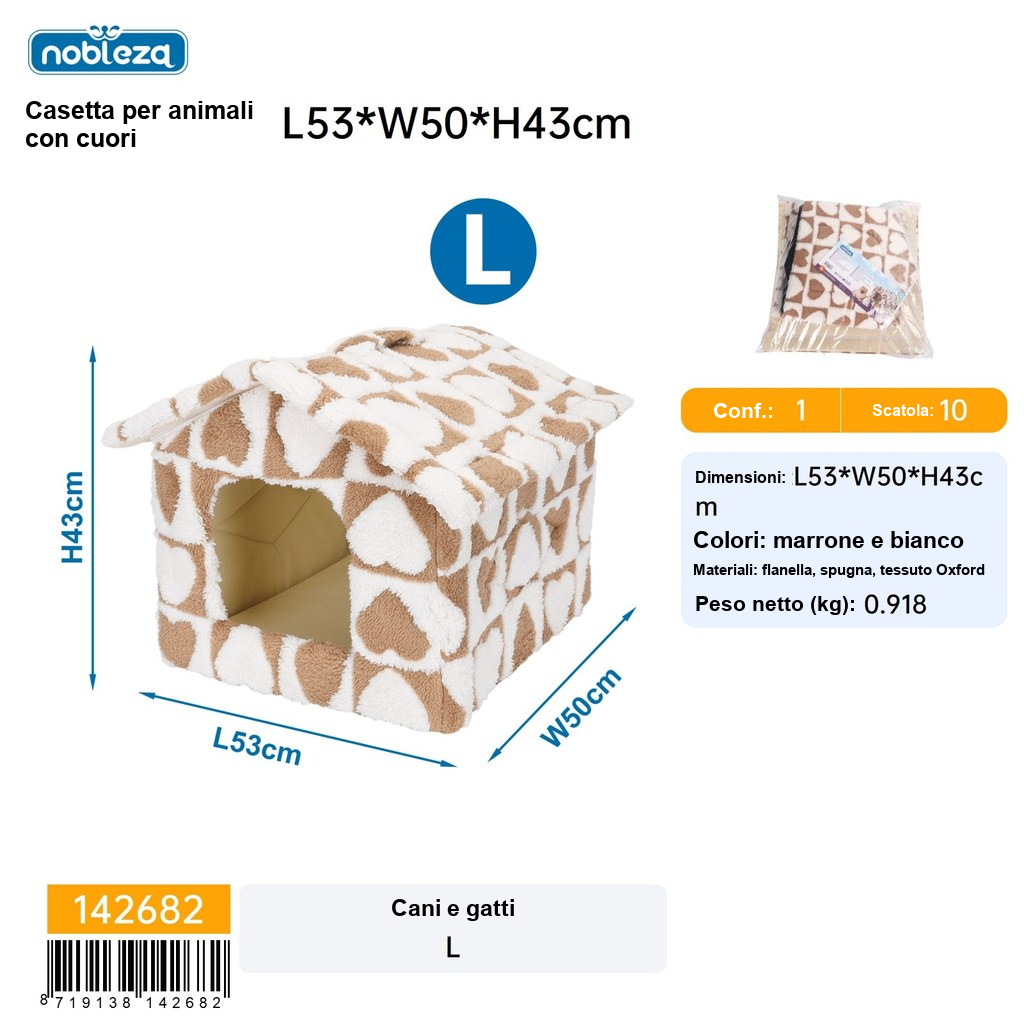 nobleza
Casetta per animali
con cuori
L53*W50*H43cm
L
Conf.: 1
Scatola: 10
Dimensioni: L53*W50*H43c
m
Colori: marrone e bianco
Materiali: flanella, spugna, tessuto Oxford
Peso netto (kg): 0.918
H43cm
L53cm
W50cm
142682
8 719138 142682
Cani e gatti
L